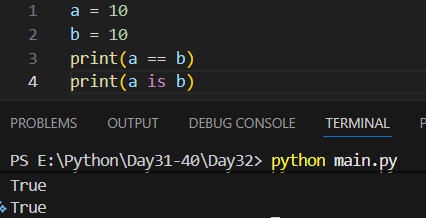 1 a = 10
2 b = 10
3 print(a == b)
4 print(a is b)
PROBLEMS OUTPUT DEBUG CONSOLE TERMINAL P
PS E:\Python\Day31-40\Day32> python main.py
True
True